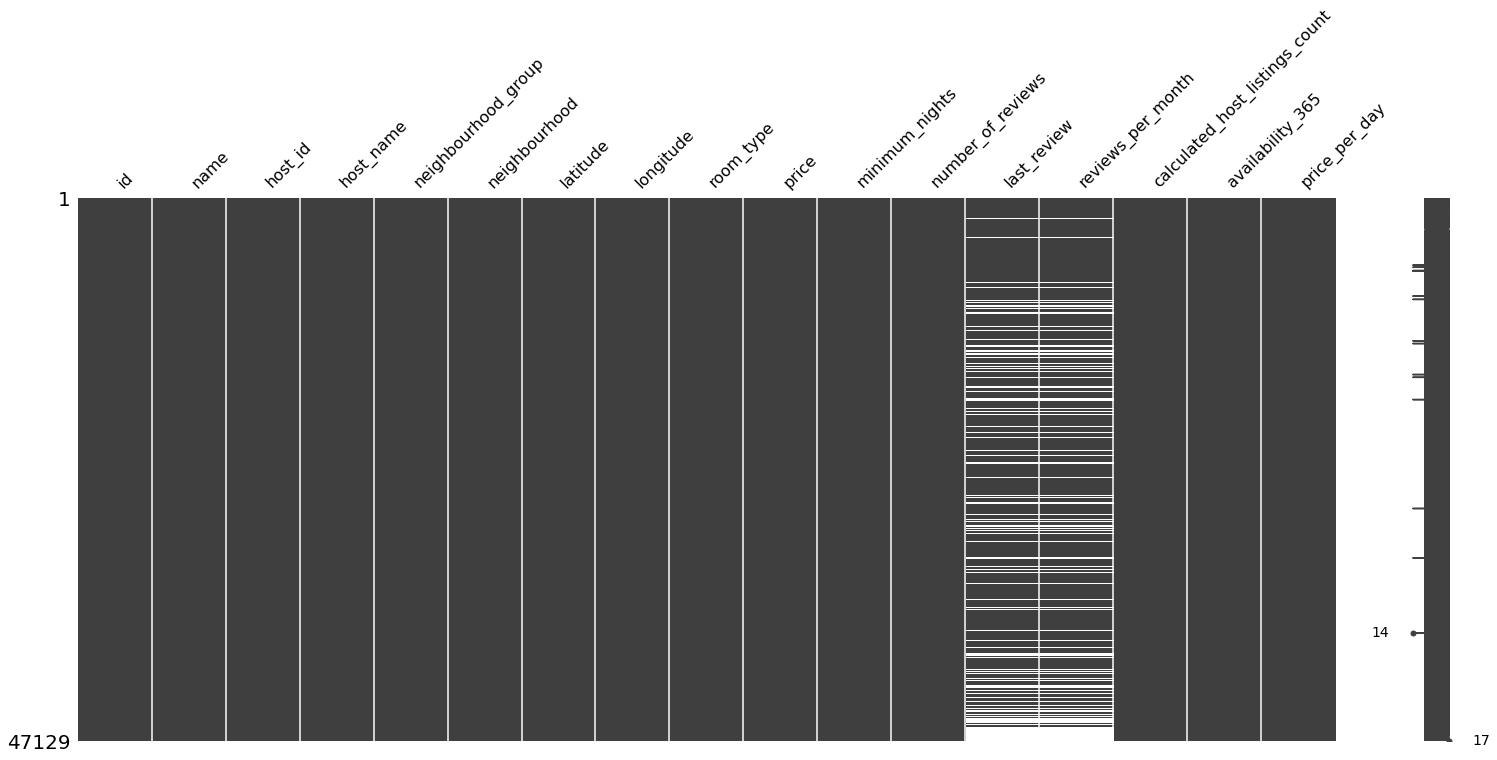 id
name
host_id
host_name
neighbourhood_group
neighbourhood
latitude
longitude
room_type
price
minimum_nights
number_of_reviews
last_review
reviews_per_month
calculated_host_listings_count
availability_365
price_per_day
1
14
47129
17